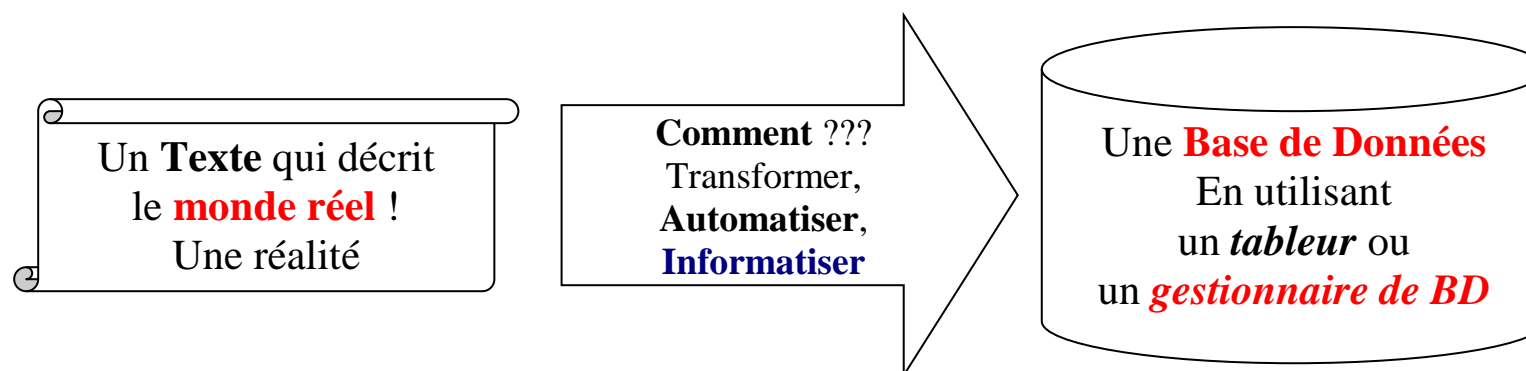 Un Texte qui décrit
le monde réel !
Une réalité
Comment ???
Transformer,
Automatiser,
Informatiser
Une Base de Données
En utilisant
un tableur ou
un gestionnaire de BD